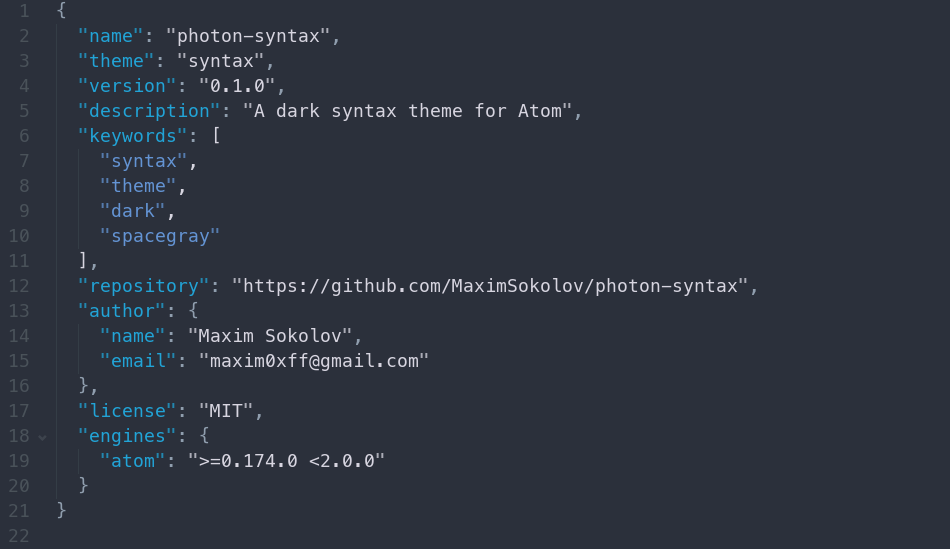 1 {
2   "name": "photon-syntax",
3   "theme": "syntax",
4   "version": "0.1.0",
5   "description": "A dark syntax theme for Atom",
6   "keywords": [
7     "syntax",
8     "theme",
9     "dark",
10     "spacegray"
11   ],
12   "repository": "https://github.com/MaximSokolov/photon-syntax",
13   "author": {
14     "name": "Maxim Sokolov",
15     "email": "maxim0xff@gmail.com"
16   },
17   "license": "MIT",
18   "engines": {
19     "atom": ">=0.174.0 <2.0.0"
20   }
21 }
22